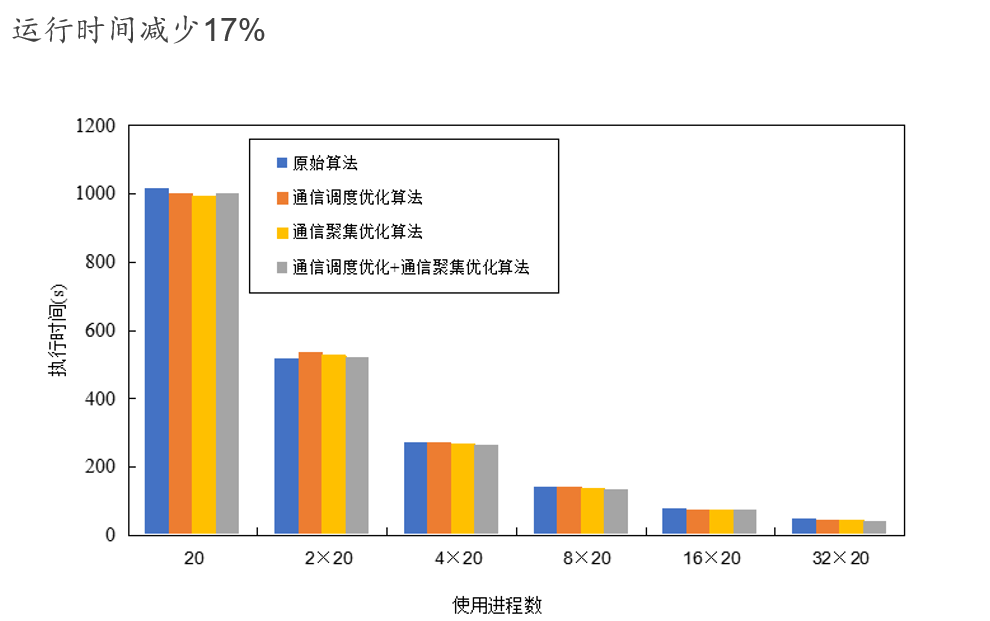 运行时间减少17%
1200
1000
800
600
400
200
0
执行时间(s)
原始算法
通信调度优化算法
通信聚集优化算法
通信调度优化+通信聚集优化算法
20
2×20
4×20
8×20
16×20
32×20
使用进程数